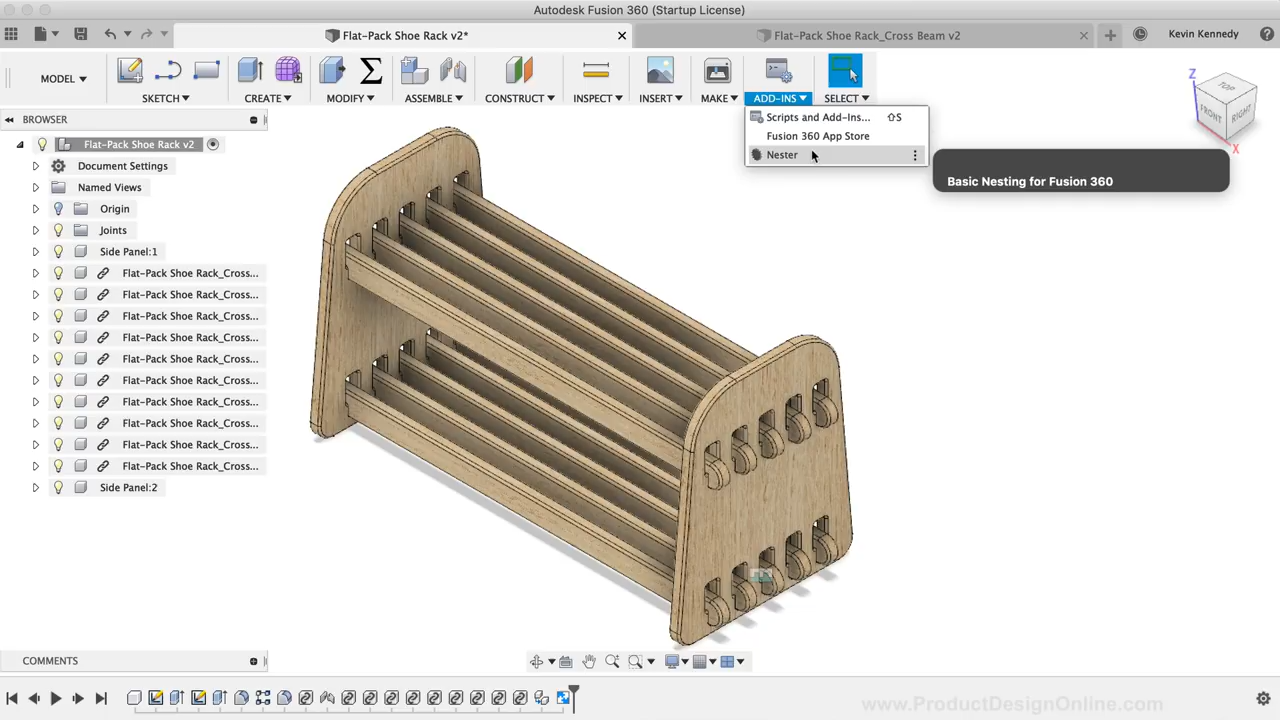 Autodesk Fusion 360 (Startup License)
Flat-Pack Shoe Rack v2*
Flat-Pack Shoe Rack_Cross Beam v2
Kevin Kennedy
MODEL
SKETCH
CREATE
MODIFY
ASSEMBLE
CONSTRUCT
INSPECT
INSERT
MAKE
ADD-INS
SELECT
Scripts and Add-Ins... ⇧S
Fusion 360 App Store
Nester
Basic Nesting for Fusion 360
Z
TOP
FRONT
RIGHT
X
BROWSER
Flat-Pack Shoe Rack v2
Document Settings
Named Views
Origin
Joints
Side Panel:1
Flat-Pack Shoe Rack_Cross...
Flat-Pack Shoe Rack_Cross...
Flat-Pack Shoe Rack_Cross...
Flat-Pack Shoe Rack_Cross...
Flat-Pack Shoe Rack_Cross...
Flat-Pack Shoe Rack_Cross...
Flat-Pack Shoe Rack_Cross...
Flat-Pack Shoe Rack_Cross...
Flat-Pack Shoe Rack_Cross...
Flat-Pack Shoe Rack_Cross...
Side Panel:2
COMMENTS
www.ProductDesignOnline.com